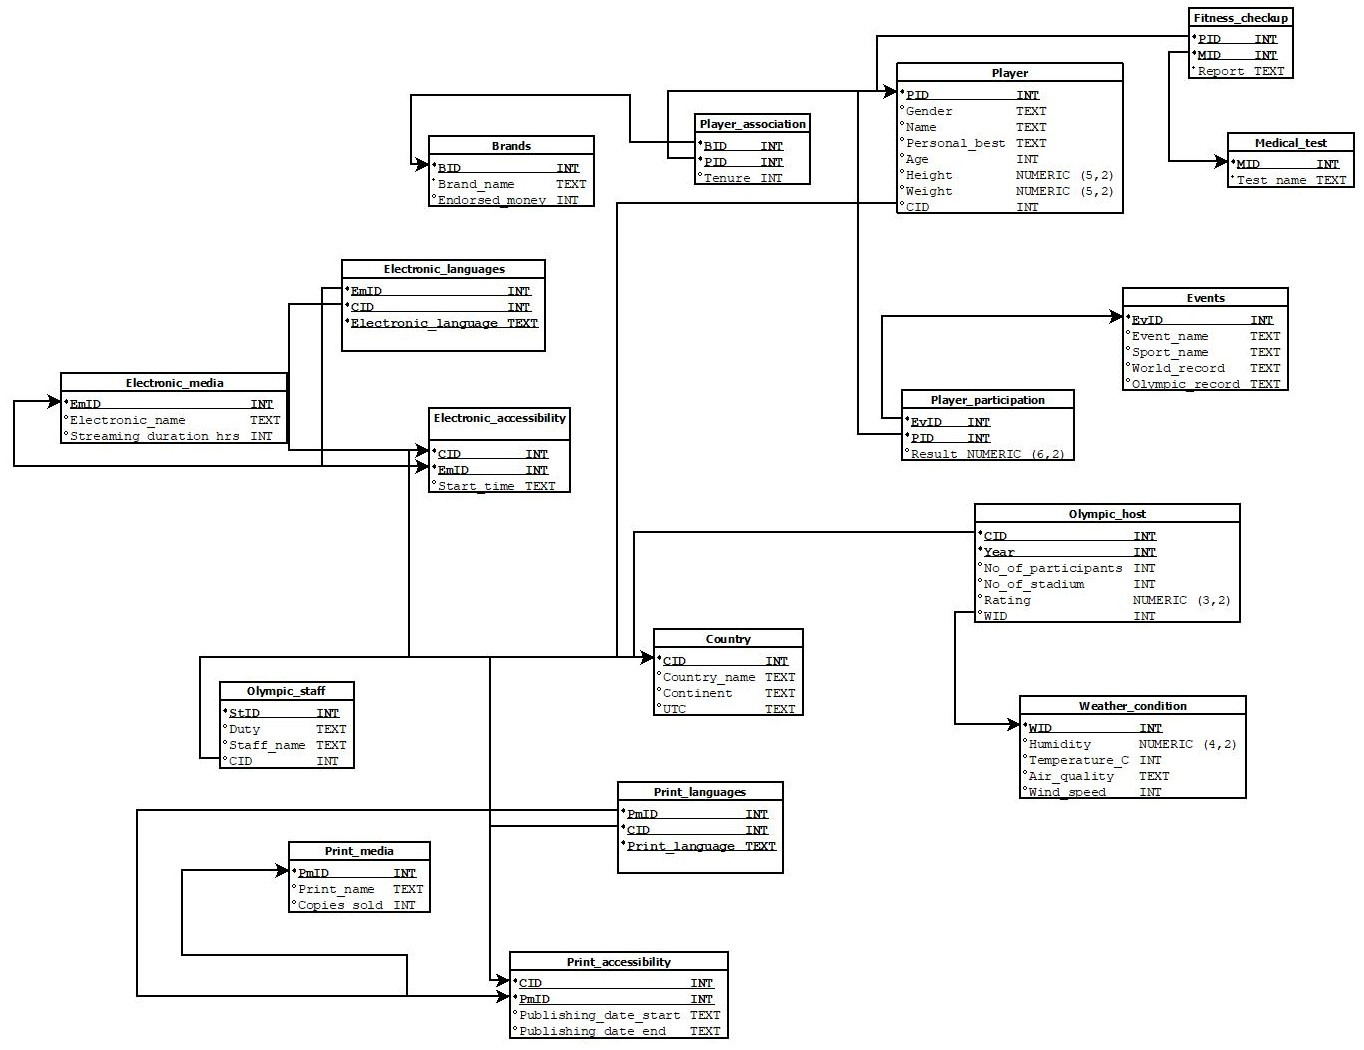 Fitness_checkup
PID INT
MID INT
Report TEXT
Player
PID INT
Gender TEXT
Name TEXT
Personal_best TEXT
Age INT
Height NUMERIC (5,2)
Weight NUMERIC (5,2)
CID INT
Player_association
BID INT
PID INT
Tenure INT
Medical_test
MID INT
Test_name TEXT
Brands
BID INT
Brand_name TEXT
Endorsed_money INT
Electronic_languages
EmID INT
CID INT
Electronic_language TEXT
Events
EvID INT
Event_name TEXT
Sport_name TEXT
World_record TEXT
Olympic_record TEXT
Electronic_media
EmID INT
Electronic_name TEXT
Streaming_duration_hrs INT
Player_participation
EvID INT
PID INT
Result NUMERIC (6,2)
Electronic_accessibility
CID INT
EmID INT
Start_time TEXT
Olympic_host
CID INT
Year INT
No_of_participants INT
No_of_stadium INT
Rating NUMERIC (3,2)
WID INT
Country
CID INT
Country_name TEXT
Continent TEXT
UTC TEXT
Olympic_staff
StID INT
Duty TEXT
Staff_name TEXT
CID INT
Weather_condition
WID INT
Humidity NUMERIC (4,2)
Temperature_C INT
Air_quality TEXT
Wind_speed INT
Print_languages
PmID INT
CID INT
Print_language TEXT
Print_media
PmID INT
Print_name TEXT
Copies_sold INT
Print_accessibility
CID INT
PmID INT
Publishing_date_start TEXT
Publishing_date_end TEXT